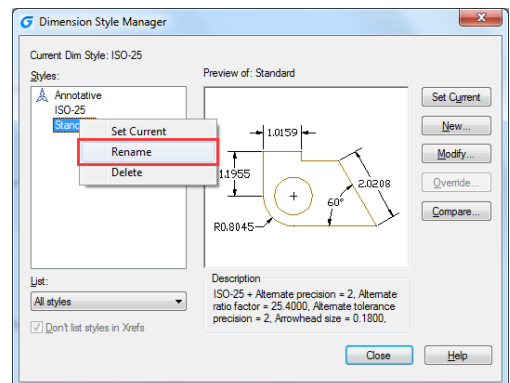 Dimension Style Manager
Current Dim Style: ISO-25
Styles:
Preview of: Standard
Annotative
ISO-25
Set Current
Rename
Delete
1.0159
1.1955
2.0208
60°
R0.8045
Set Current
New...
Modify...
Override...
Compare...
List:
All styles
Don't list styles in Xrefs
Description
ISO-25 + Alternate precision = 2, Alternate
ratio factor = 25.4000, Alternate tolerance
precision = 2, Arrowhead size = 0.1800,
Close
Help